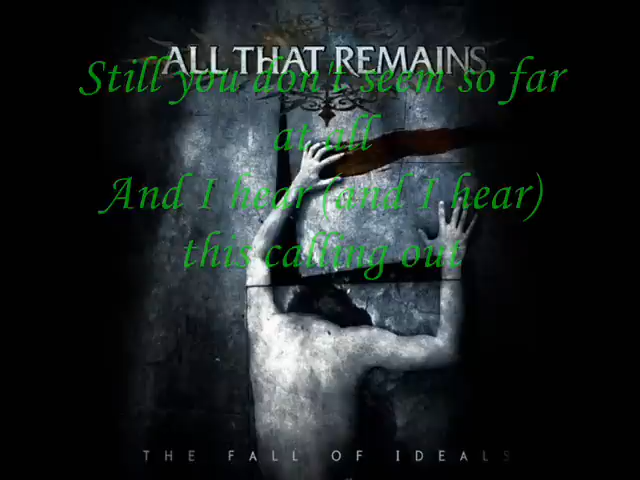 ALL THAT REMAINS
Still you don't seem so far
at all
And I hear (and I hear)
this calling out
THE FALL OF IDEALS